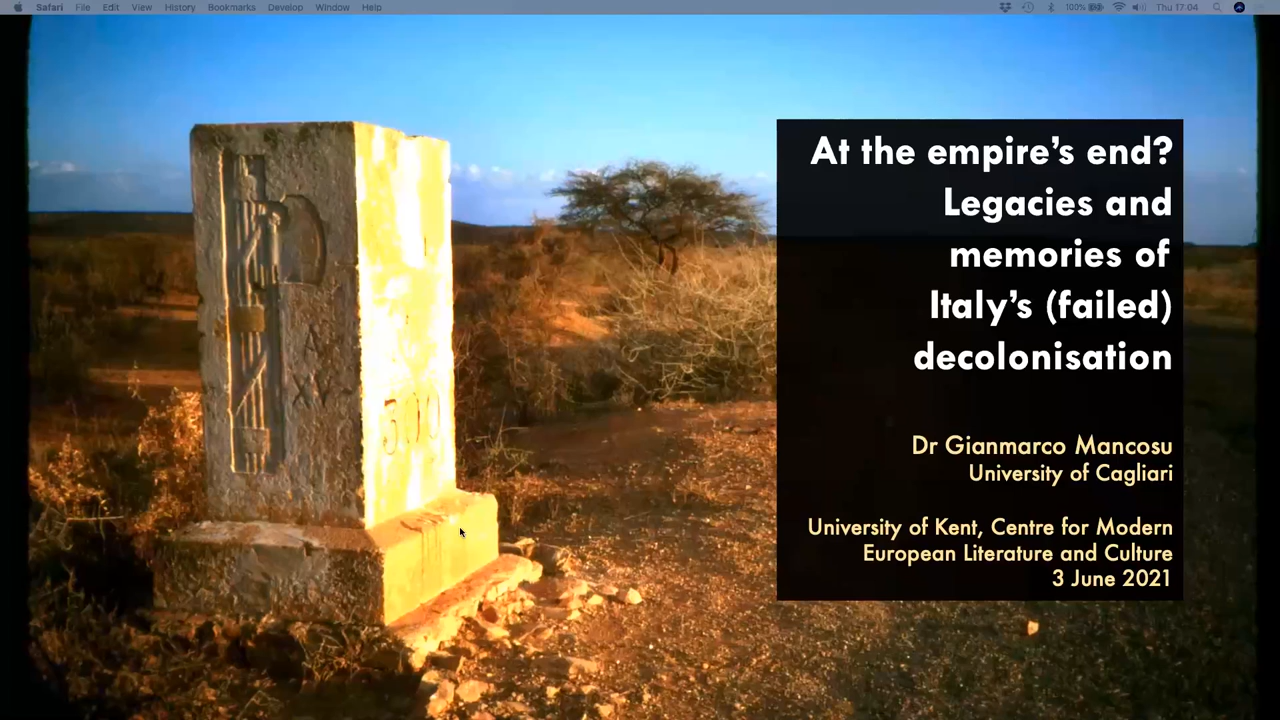 Safari File Edit View History Bookmarks Develop Window Help 100% Thu 17:04
At the empire's end?
Legacies and
memories of
Italy's (failed)
decolonisation
Dr Gianmarco Mancosu
University of Cagliari
University of Kent, Centre for Modern
European Literature and Culture
3 June 2021
A
XV
500